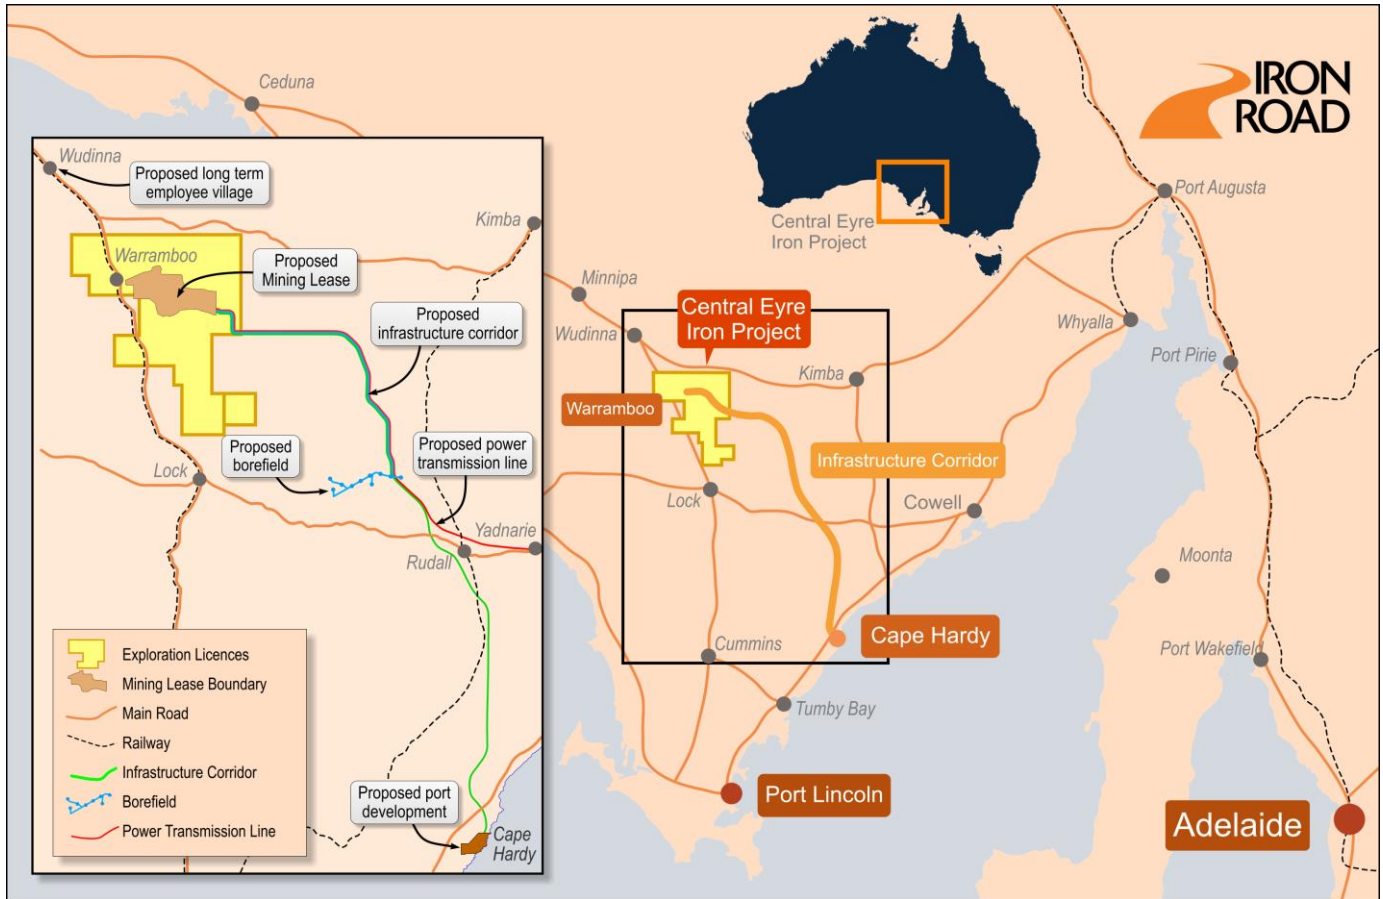 Ceduna
Wudinna
Proposed long term
employee village
Kimba
Warramboo
Proposed
Mining Lease
Proposed
infrastructure corridor
Proposed power
transmission line
Proposed
borefield
Lock
Yadnarie
Rudall
Exploration Licences
Mining Lease Boundary
Main Road
Railway
Infrastructure Corridor
Borefield
Power Transmission Line
Proposed port
development
Cape
Hardy
Central Eyre
Iron Project
IRON
ROAD
Port Augusta
Minnipa
Central Eyre
Iron Project
Wudinna
Whyalla
Port Pirie
Kimba
Warramboo
Infrastructure Corridor
Lock
Cowell
Moonta
Cape Hardy
Cummins
Port Wakefield
Tumby Bay
Port Lincoln
Adelaide